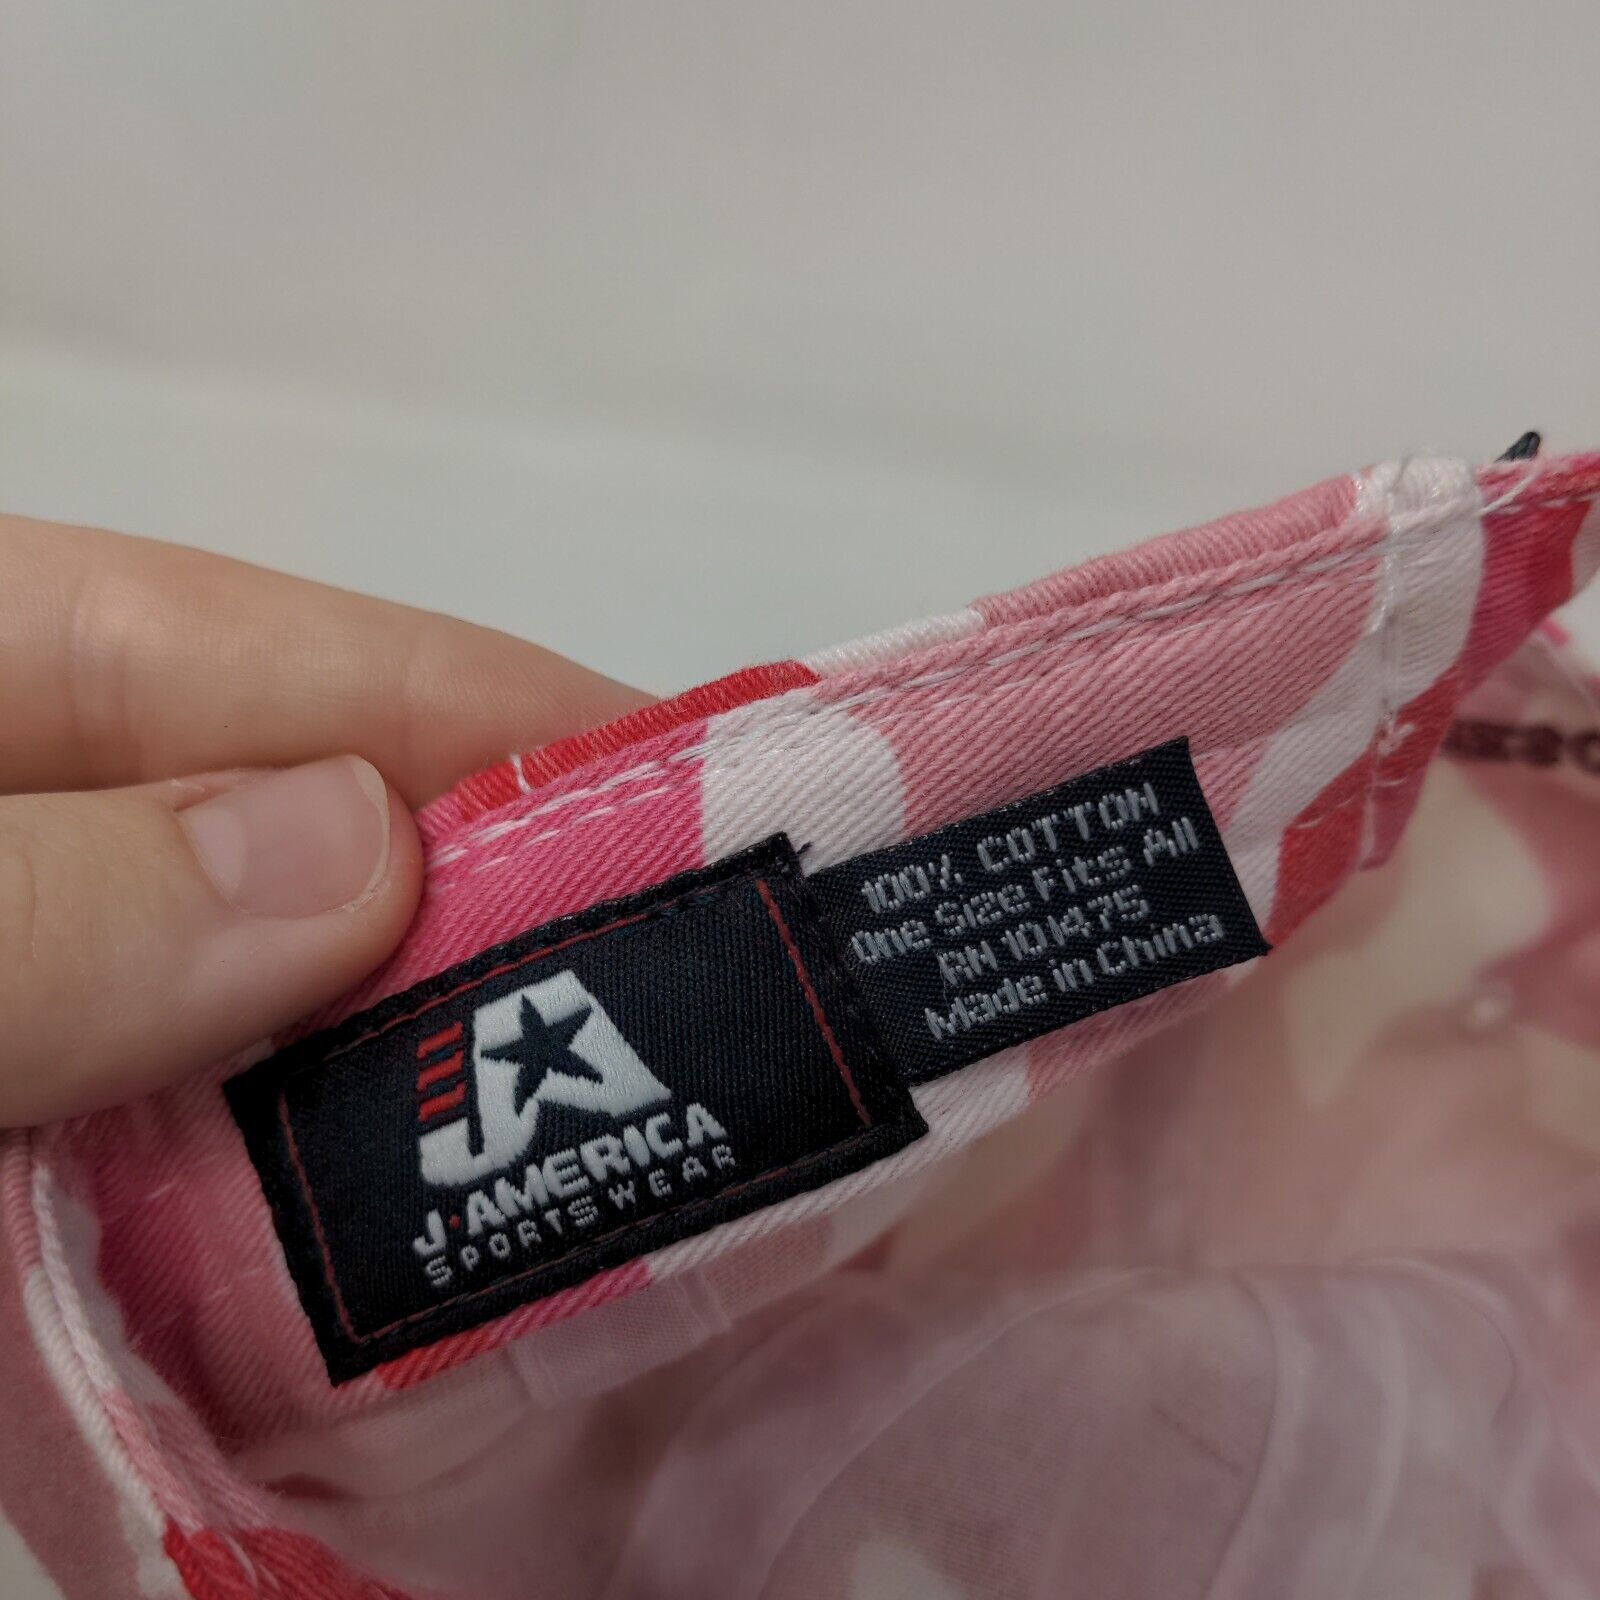 J·AMERICA
SPORTSWEAR
100% COTTON
One Size Fits All
RN 101475
Made in China